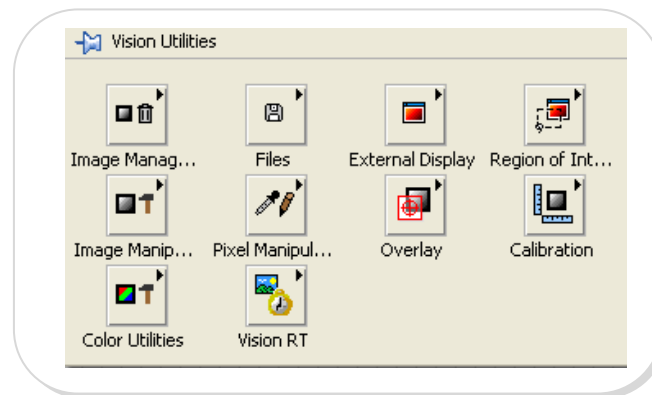 Vision Utilities
Image Manag...
Files
External Display
Region of Int...
Image Manip...
Pixel Manipul...
Overlay
Calibration
Color Utilities
Vision RT